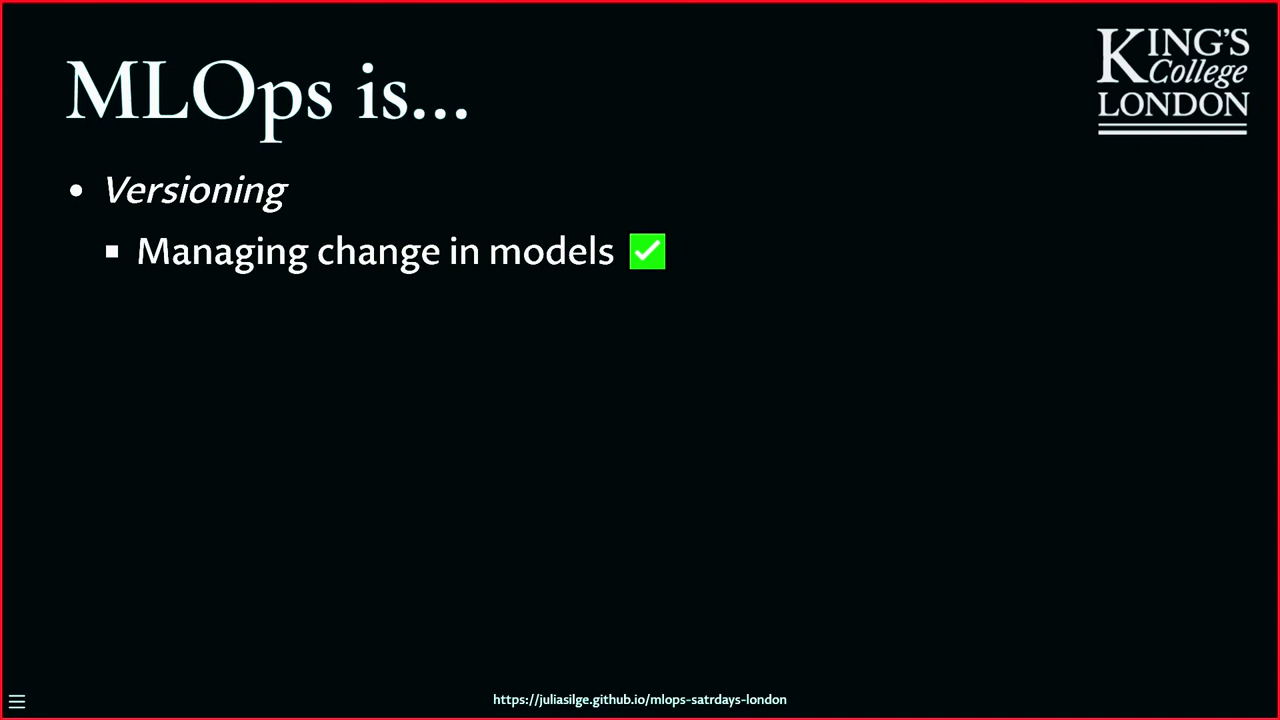 MLOps is...
KING'S
College
LONDON
• Versioning
▪ Managing change in models ✅
https://juliasilge.github.io/mlops-satrdays-london